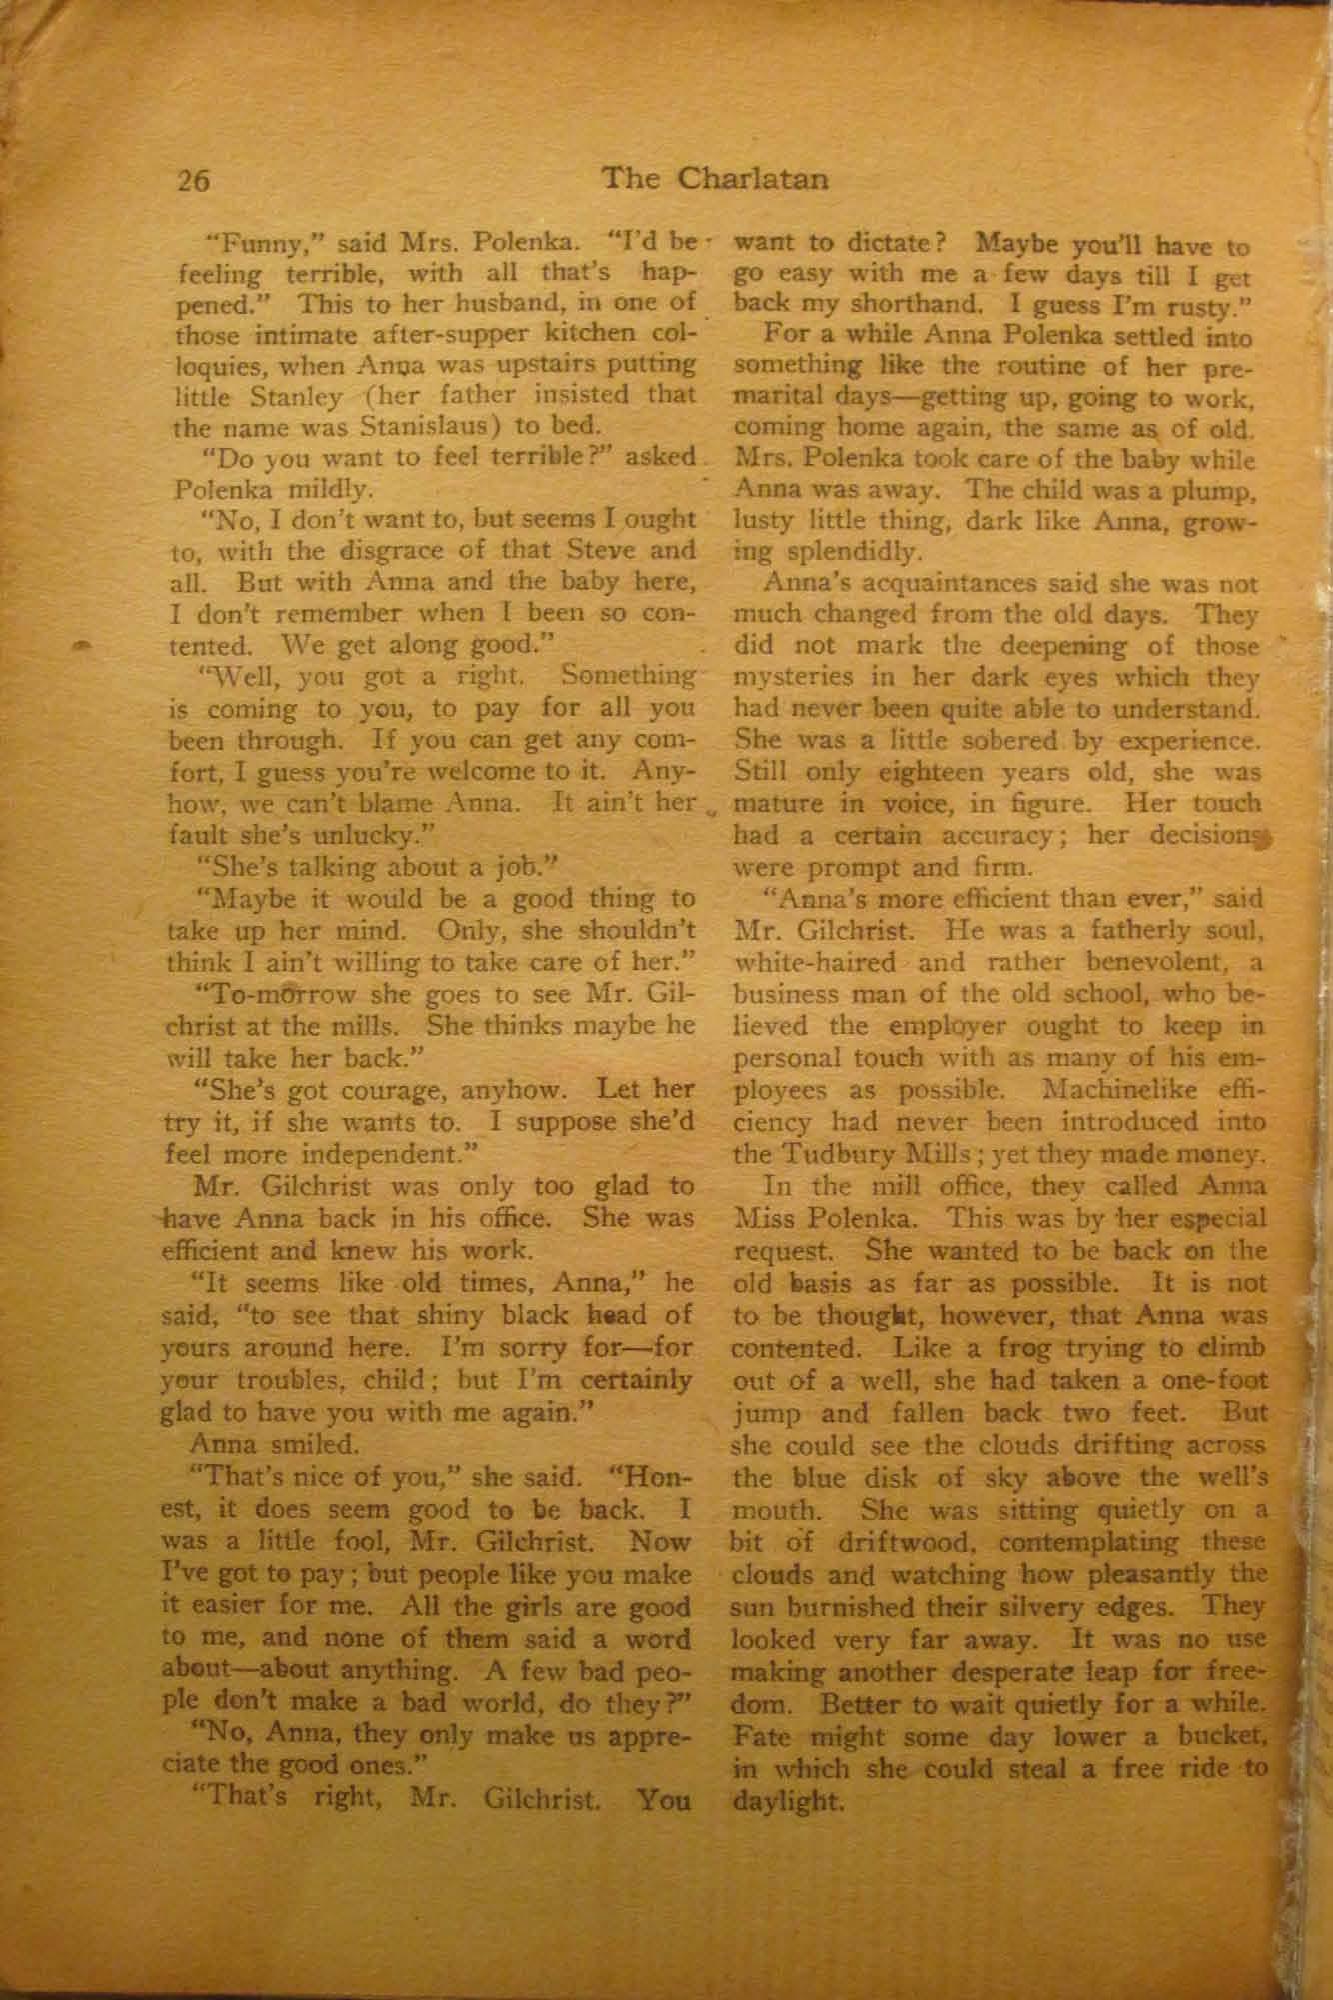 26
The Charlatan
“Funny,” said Mrs. Polenka. “I'd be
feeling terrible, with all that's hap-
pened.” This to her husband, in one of
those intimate after-supper kitchen col-
loquies, when Anna was upstairs putting
little Stanley (her father insisted that
the name was Stanislaus) to bed.
“Do you want to feel terrible?” asked
Polenka mildly.
“No, I don't want to, but seems I ought
to, with the disgrace of that Steve and
all. But with Anna and the baby here,
I don't remember when I been so con-
tented. We get along good.”
“Well, you got a right. Something
is coming to you, to pay for all you
been through. If you can get any com-
fort, I guess you're welcome to it. Any-
how, we can't blame Anna. It ain't her
fault she's unlucky.”
“She's talking about a job.”
“Maybe it would be a good thing to
take up her mind. Only, she shouldn't
think I ain't willing to take care of her.”
“To-morrow she goes to see Mr. Gil-
christ at the mills. She thinks maybe he
will take her back.”
“She's got courage, anyhow. Let her
try it, if she wants to. I suppose she'd
feel more independent.”
Mr. Gilchrist was only too glad to
have Anna back in his office. She was
efficient and knew his work.
“It seems like old times, Anna,” he
said, “to see that shiny black head of
yours around here. I'm sorry for—for
your troubles, child; but I'm certainly
glad to have you with me again.”
Anna smiled.
“That's nice of you,” she said. “Hon-
est, it does seem good to be back. I
was a little fool, Mr. Gilchrist. Now
I've got to pay; but people like you make
it easier for me. All the girls are good
to me, and none of them said a word
about—about anything. A few bad peo-
ple don't make a bad world, do they?”
“No, Anna, they only make us appre-
ciate the good ones.”
“That's right, Mr. Gilchrist. You
want to dictate? Maybe you'll have to
go easy with me a few days till I get
back my shorthand. I guess I'm rusty.”
For a while Anna Polenka settled into
something like the routine of her pre-
marital days—getting up, going to work,
coming home again, the same as of old.
Mrs. Polenka took care of the baby while
Anna was away. The child was a plump,
lusty little thing, dark like Anna, grow-
ing splendidly.
Anna's acquaintances said she was not
much changed from the old days. They
did not mark the deepening of those
mysteries in her dark eyes which they
had never been quite able to understand.
She was a little sobered by experience.
Still only eighteen years old, she was
mature in voice, in figure. Her touch
had a certain accuracy; her decisions
were prompt and firm.
“Anna's more efficient than ever,” said
Mr. Gilchrist. He was a fatherly soul,
white-haired and rather benevolent, a
business man of the old school, who be-
lieved the employer ought to keep in
personal touch with as many of his em-
ployees as possible. Machinelike effi-
ciency had never been introduced into
the Tudbury Mills; yet they made money.
In the mill office, they called Anna
Miss Polenka. This was by her especial
request. She wanted to be back on the
old basis as far as possible. It is not
to be thought, however, that Anna was
contented. Like a frog trying to climb
out of a well, she had taken a one-foot
jump and fallen back two feet. But
she could see the clouds drifting across
the blue disk of sky above the well's
mouth. She was sitting quietly on a
bit of driftwood, contemplating these
clouds and watching how pleasantly the
sun burnished their silvery edges. They
looked very far away. It was no use
making another desperate leap for free-
dom. Better to wait quietly for a while.
Fate might some day lower a bucket,
in which she could steal a free ride to
daylight.